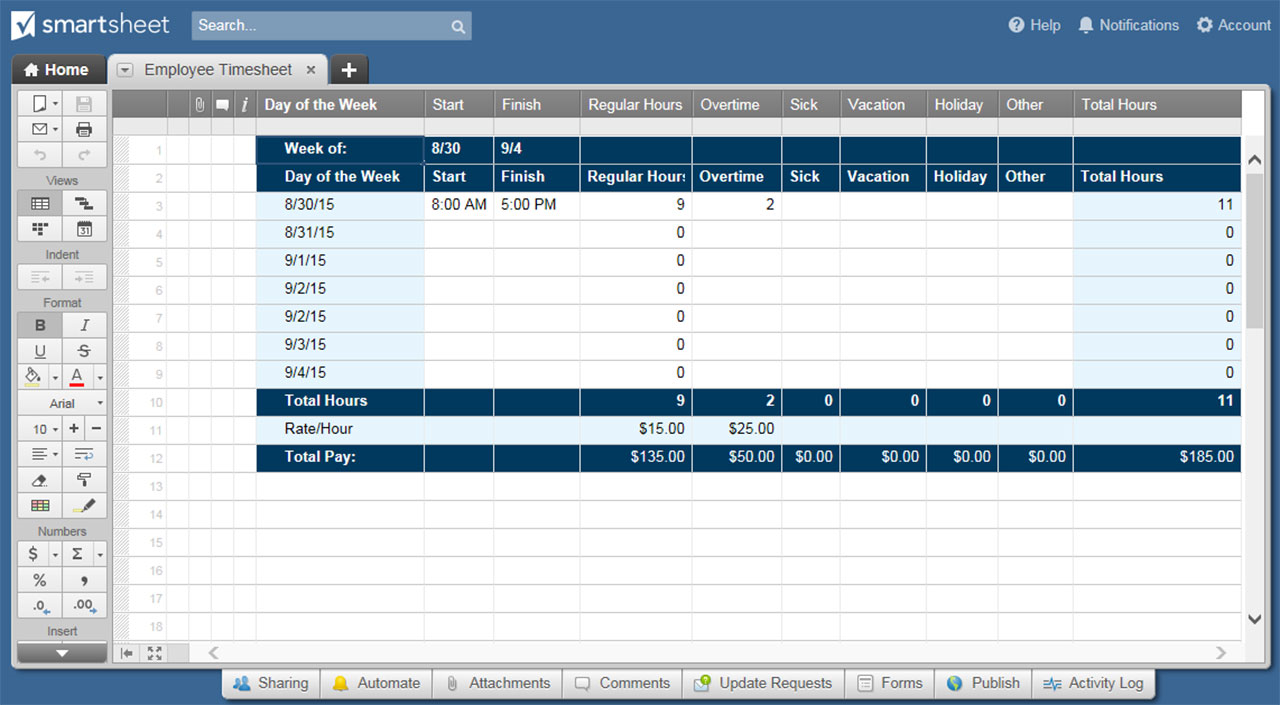 smartsheet Search... Help Notifications Account
Home Employee Timesheet
i Day of the Week Start Finish Regular Hours Overtime Sick Vacation Holiday Other Total Hours
1 Week of: 8/30 9/4
2 Day of the Week Start Finish Regular Hours Overtime Sick Vacation Holiday Other Total Hours
3 8/30/15 8:00 AM 5:00 PM 9 2 11
4 8/31/15 0 0
5 9/1/15 0 0
6 9/2/15 0 0
7 9/2/15 0 0
8 9/3/15 0 0
9 9/4/15 0 0
10 Total Hours 9 2 0 0 0 0 11
11 Rate/Hour $15.00 $25.00
12 Total Pay: $135.00 $50.00 $0.00 $0.00 $0.00 $0.00 $185.00
13
14
15
16
17
18
Views
31
Indent
Format
B I
U S
A
Arial
10 + −
Numbers
$ Σ
% ,
.0 .00
Insert
Sharing Automate Attachments Comments Update Requests Forms Publish Activity Log